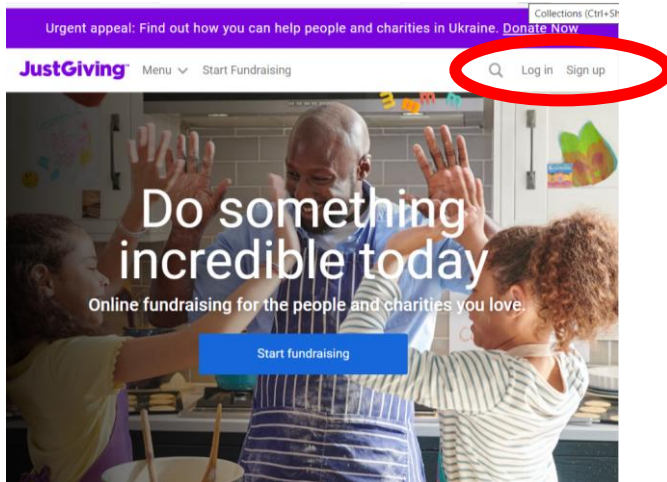 Collections (Ctrl+Sh
Urgent appeal: Find out how you can help people and charities in Ukraine. Donate Now
JustGiving™ Menu Start Fundraising Log in Sign up
Do something
incredible today
Online fundraising for the people and charities you love.
Start fundraising